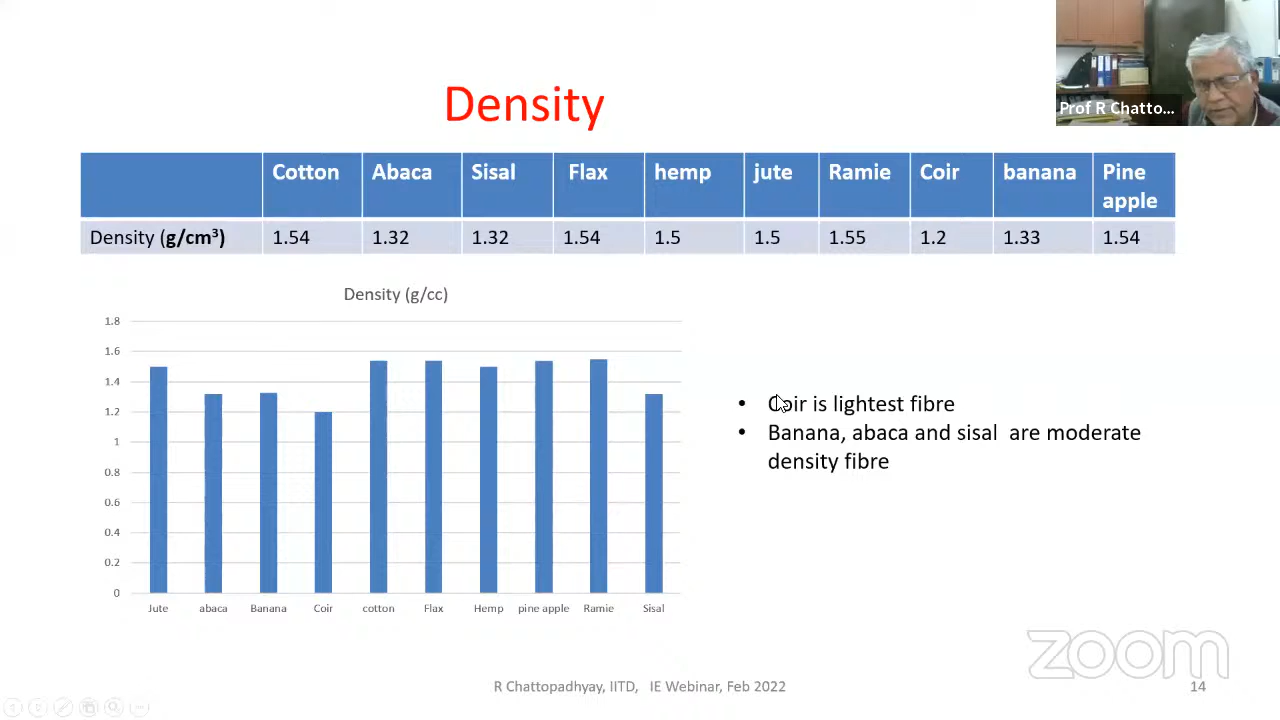 Prof R Chatto...
Density
Cotton Abaca Sisal Flax hemp jute Ramie Coir banana Pine apple
Density (g/cm³) 1.54 1.32 1.32 1.54 1.5 1.5 1.55 1.2 1.33 1.54
Density (g/cc)
1.8
1.6
1.4
1.2
1
0.8
0.6
0.4
0.2
0
Jute abaca Banana Coir cotton Flax Hemp pine apple Ramie Sisal
• Coir is lightest fibre
• Banana, abaca and sisal are moderate
density fibre
zoom
R Chattopadhyay, IITD, IE Webinar, Feb 2022
14